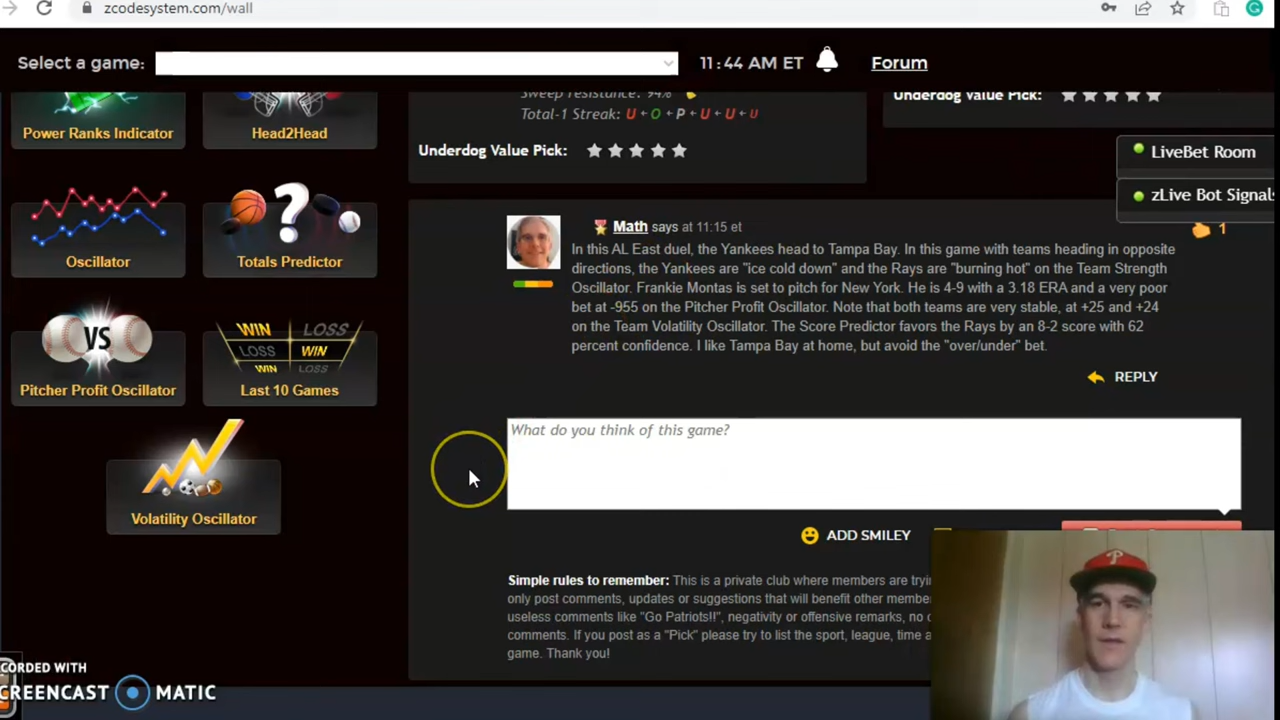 zcodesystem.com/wall
Select a game:
11:44 AM ET
Forum
Power Ranks Indicator
Head2Head
Sweep resistance: 94%
Total-1 Streak: U - O - P - U - U - U
Underdog Value Pick:
Underdog Value Pick:
LiveBet Room
zLive Bot Signals
Oscillator
?
Totals Predictor
Math says at 11:15 et
1
In this AL East duel, the Yankees head to Tampa Bay. In this game with teams heading in opposite
directions, the Yankees are "ice cold down" and the Rays are "burning hot" on the Team Strength
Oscillator. Frankie Montas is set to pitch for New York. He is 4-9 with a 3.18 ERA and a very poor
bet at -955 on the Pitcher Profit Oscillator. Note that both teams are very stable, at +25 and +24
on the Team Volatility Oscillator. The Score Predictor favors the Rays by an 8-2 score with 62
percent confidence. I like Tampa Bay at home, but avoid the "over/under" bet.
REPLY
VS
Pitcher Profit Oscillator
WIN LOSS
LOSS WIN
WIN LOSS
Last 10 Games
What do you think of this game?
Volatility Oscillator
ADD SMILEY
Simple rules to remember: This is a private club where members are tryin
only post comments, updates or suggestions that will benefit other membe
useless comments like "Go Patriots!!", negativity or offensive remarks, no c
comments. If you post as a "Pick" please try to list the sport, league, time a
game. Thank you!
P
CORDED WITH
CREENCAST MATIC